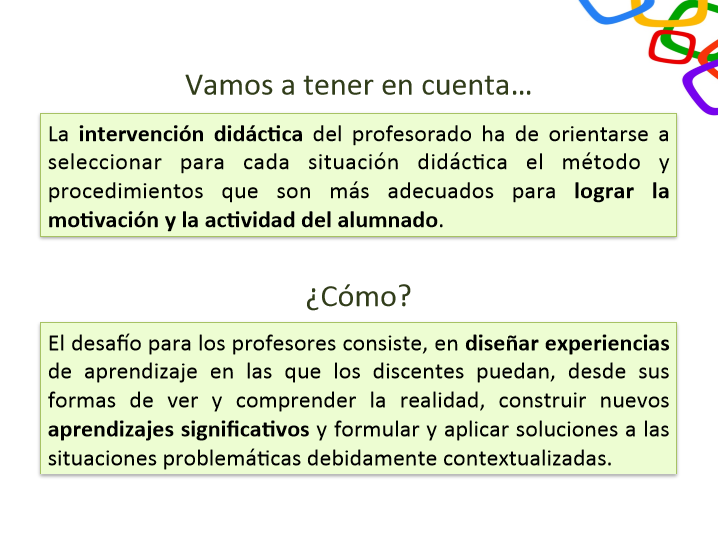 Vamos a tener en cuenta…
La intervención didáctica del profesorado ha de orientarse a
seleccionar para cada situación didáctica el método y
procedimientos que son más adecuados para lograr la
motivación y la actividad del alumnado.
¿Cómo?
El desafío para los profesores consiste, en diseñar experiencias
de aprendizaje en las que los discentes puedan, desde sus
formas de ver y comprender la realidad, construir nuevos
aprendizajes significativos y formular y aplicar soluciones a las
situaciones problemáticas debidamente contextualizadas.